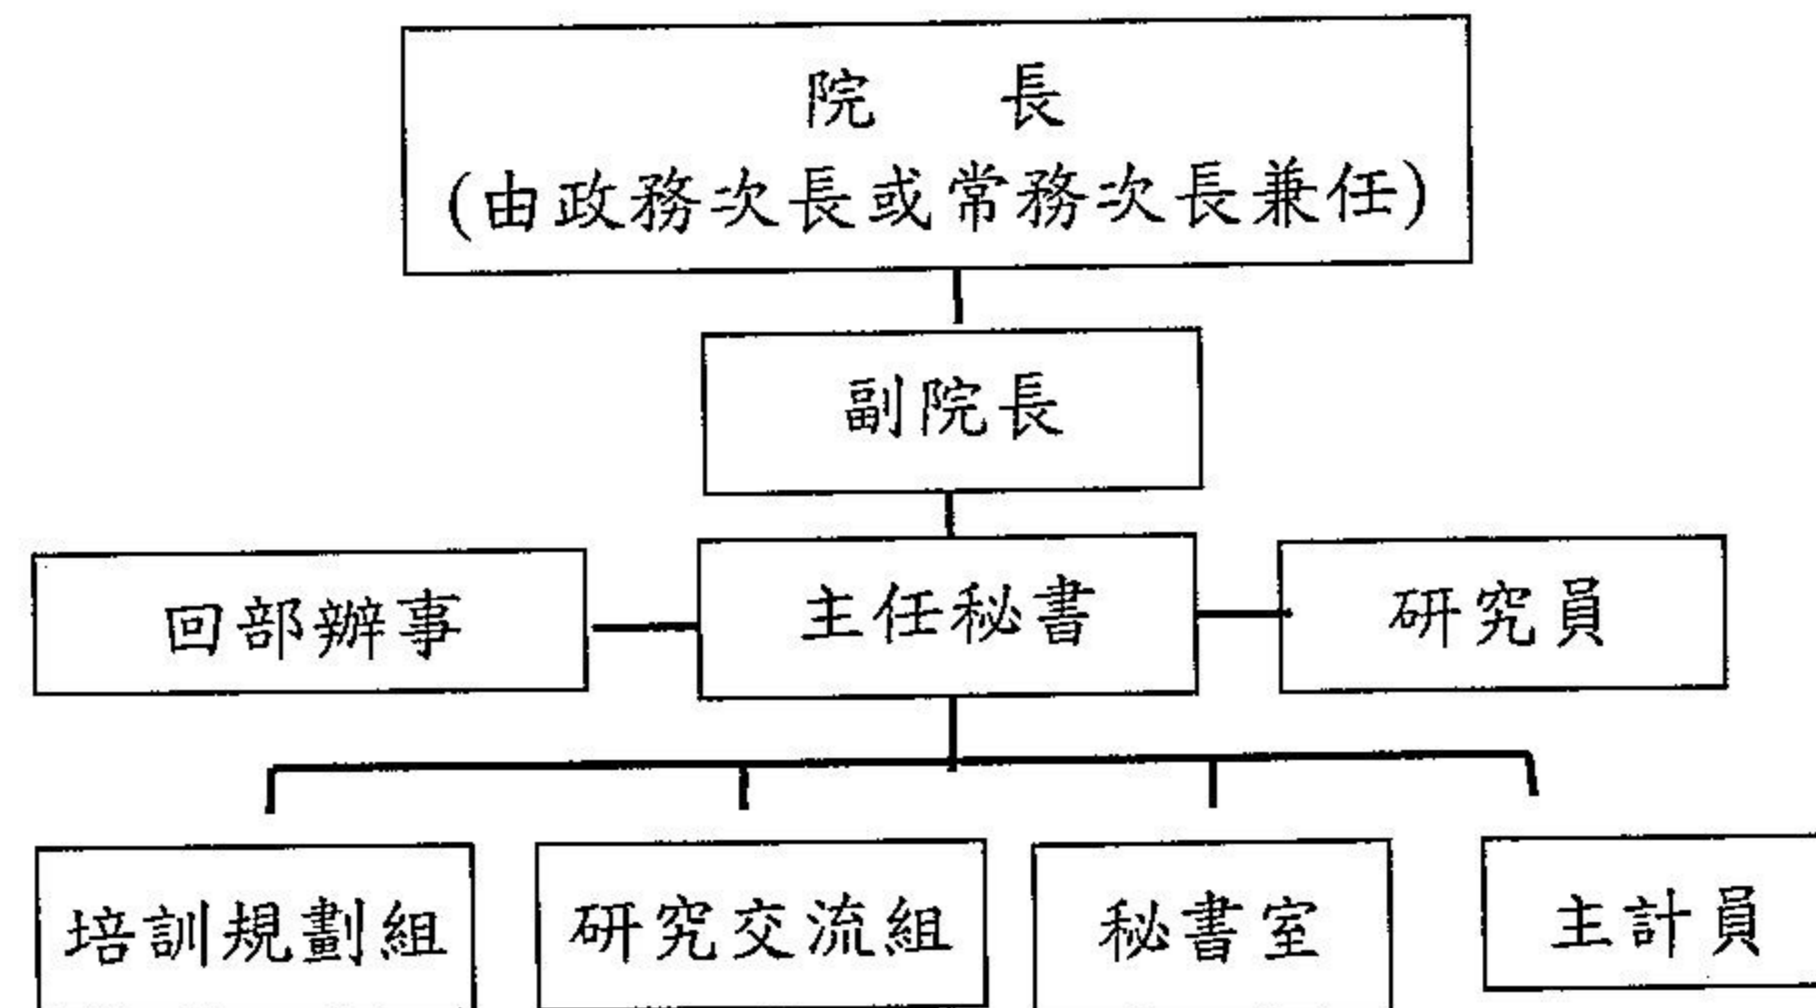 院 長
(由政務次長或常務次長兼任)
副院長
回部辦事
主任秘書
研究員
培訓規劃組
研究交流組
秘書室
主計員